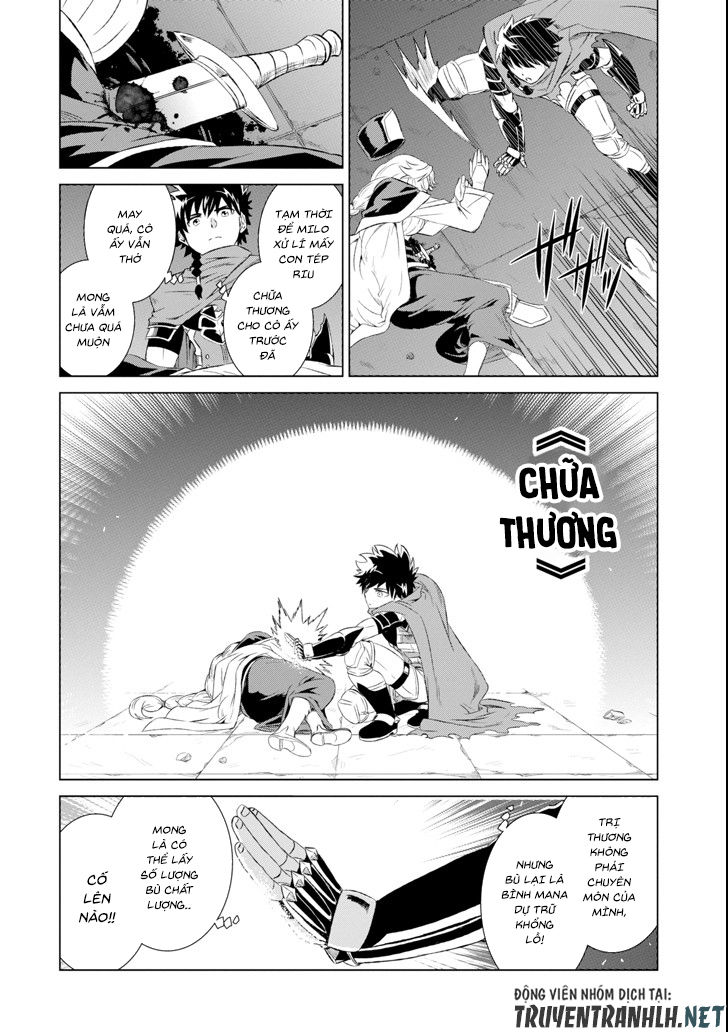 TẠM THỜI
ĐỂ MILO
XỬ LÍ MẤY
CON TÉP
RIU
CHỮA
THƯƠNG
CHO CÔ ẤY
TRƯỚC
ĐÃ
MAY
QUÁ, CÔ
ẤY VẪN
THỞ
MONG
LÀ VẪM
CHƯA QUÁ
MUỘN
CHỮA
THƯƠNG
TRỊ
THƯƠNG
KHÔNG
PHẢI
CHUYÊN
MÔN CỦA
MÌNH,
NHƯNG
BÙ LẠI LÀ
BÌNH MANA
DỰ TRỮ
KHỔNG
LỒ!
MONG
LÀ CÓ
THỂ LẤY
SỐ LƯỢNG
BÙ CHẤT
LƯỢNG..
CỐ
LÊN
NÀO!!
ĐỘNG VIÊN NHÓM DỊCH TẠI:
TRUYENTRANHLH.NET